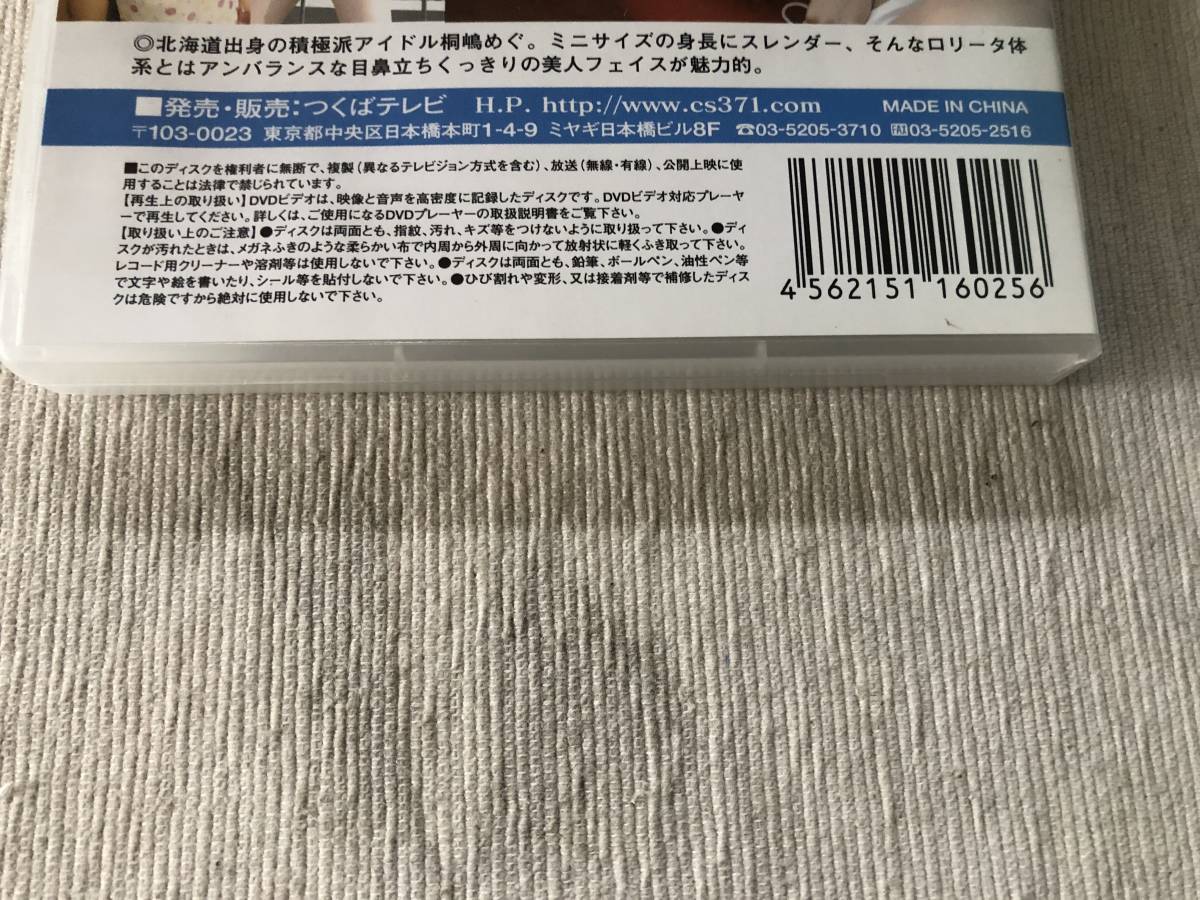 ◎北海道出身の積極派アイドル桐嶋めぐ。ミニサイズの身長にスレンダー、そんなロリータ体
系とはアンバランスな目鼻立ちくっきりの美人フェイスが魅力的。
■発売・販売：つくばテレビ H.P. http://www.cs371.com MADE IN CHINA
〒103-0023 東京都中央区日本橋本町1-4-9 ミヤギ日本橋ビル8F ☎03-5205-3710 FAX03-5205-2516
■このディスクを権利者に無断で、複製（異なるテレビジョン方式を含む）、放送（無線・有線）、公開上映に使
用することは法律で禁じられています。
【再生上の取り扱い】DVDビデオは、映像と音声を高密度に記録したディスクです。DVDビデオ対応プレーヤ
ーで再生してください。詳しくは、ご使用になるDVDプレーヤーの取扱説明書をご覧下さい。
【取り扱い上のご注意】●ディスクは両面とも、指紋、汚れ、キズ等をつけないように取り扱って下さい。●ディ
スクが汚れたときは、メガネふきのような柔らかい布で内周から外周に向かって放射状に軽くふき取って下さい。
レコード用クリーナーや溶剤等は使用しないで下さい。●ディスクは両面とも、鉛筆、ボールペン、油性ペン等
で文字や絵を書いたり、シール等を貼付しないで下さい。●ひび割れや変形、又は接着剤等で補修したディス
クは危険ですから絶対に使用しないで下さい。
4 562151 160256